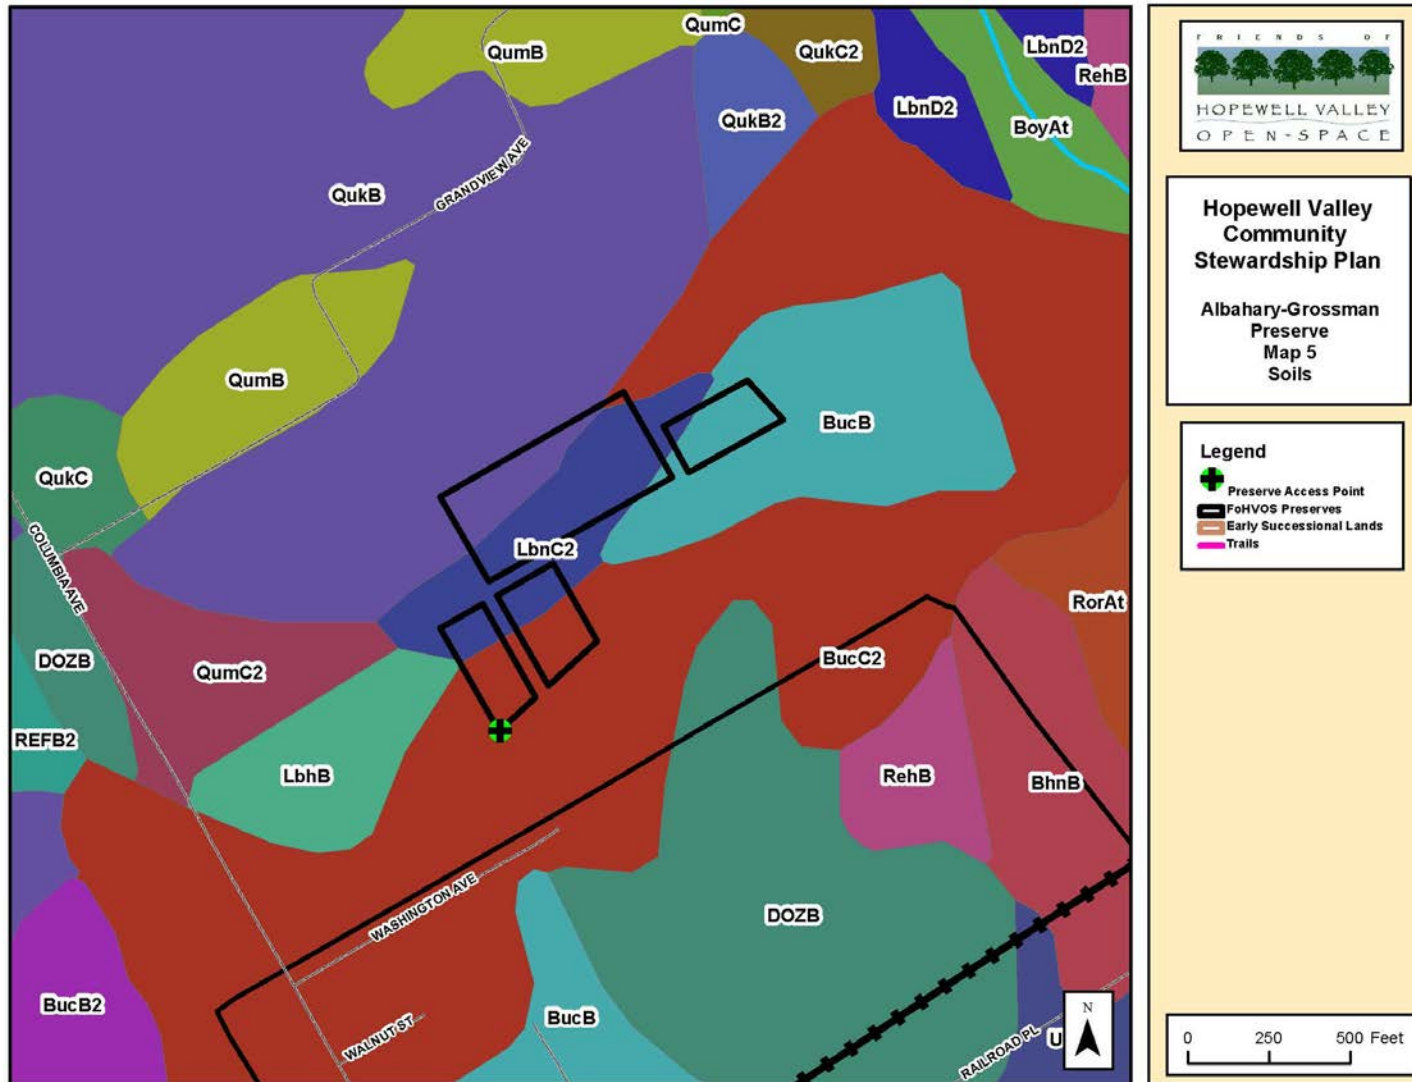 QumC
QumB
QukC2
LbnD2
RehB
LbnD2
QukB2
BoyAt
GRANDVIEW AVE
QukB
QumB
BucB
QukC
COLUMBIA AVE
LbnC2
RorAt
DOZB
BucC2
QumC2
REFB2
LbhB
RehB
BhnB
WASHINGTON AVE
DOZB
BucB2
BucB
WALNUT ST
RAILROAD PL
U
N
FRIENDS OF
HOPEWELL VALLEY
OPEN-SPACE
Hopewell Valley
Community
Stewardship Plan
Albahary-Grossman
Preserve
Map 5
Soils
Legend
Preserve Access Point
FoHVOS Preserves
Early Successional Lands
Trails
0 250 500 Feet